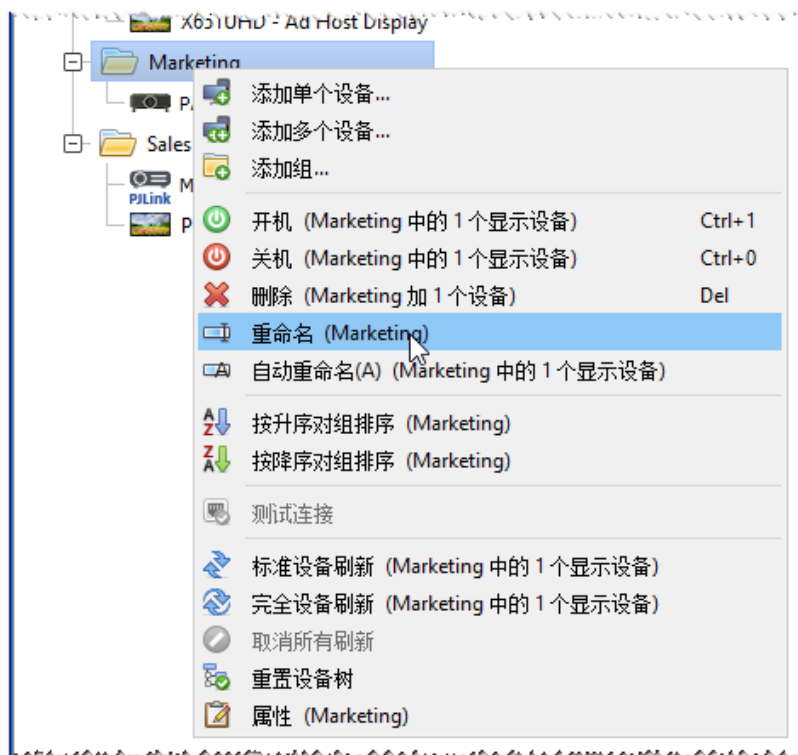 X651UHD - Ad Host Display
Marketing
添加单个设备...
P
添加多个设备...
Sales
添加组...
M
PJLink
P
开机 (Marketing 中的 1 个显示设备) Ctrl+1
关机 (Marketing 中的 1 个显示设备) Ctrl+0
删除 (Marketing 加 1 个设备) Del
重命名 (Marketing)
自动重命名(A) (Marketing 中的 1 个显示设备)
按升序对组排序 (Marketing)
按降序对组排序 (Marketing)
测试连接
标准设备刷新 (Marketing 中的 1 个显示设备)
完全设备刷新 (Marketing 中的 1 个显示设备)
取消所有刷新
重置设备树
属性 (Marketing)